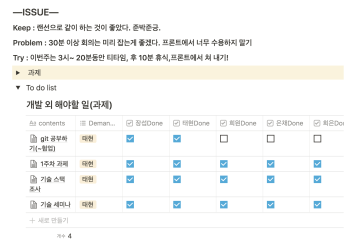 —ISSUE—
Keep : 랜선으로 같이 하는 것이 좋았다. 준박준긍.
Problem : 30분 이상 회의는 미리 잡는게 좋겠다. 프론트에서 너무 수용하지 말기
Try : 이번주는 3시~ 20분동안 티타임, 후 10분 휴식,프론트에서 쳐 내기!
과제
To do list
개발 외 해야할 일(과제)
Aa contents Deman... 창섭Done 태현Done 희원Done 은채Done 희은Don
git 공부하기(~팀업) 태현
1주차 과제 태현
기술 스택 조사 태현
기술 세미나 태현
+ 새로 만들기
개수 4